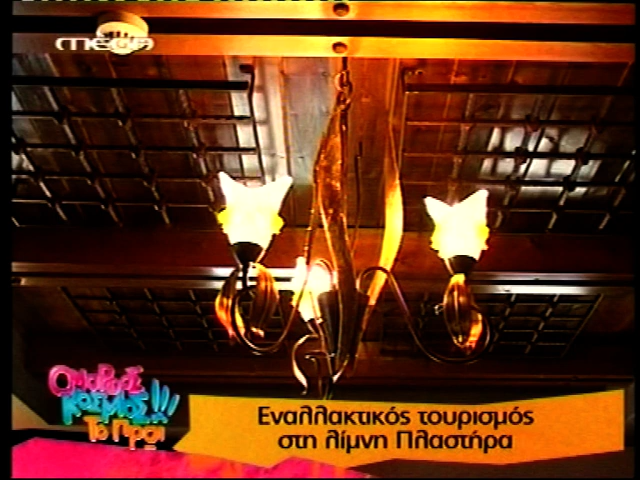 MEGA
Ομορφος
Κόσμος!!!
Το Πρωί
Εναλλακτικός τουρισμός
στη λίμνη Πλαστήρα